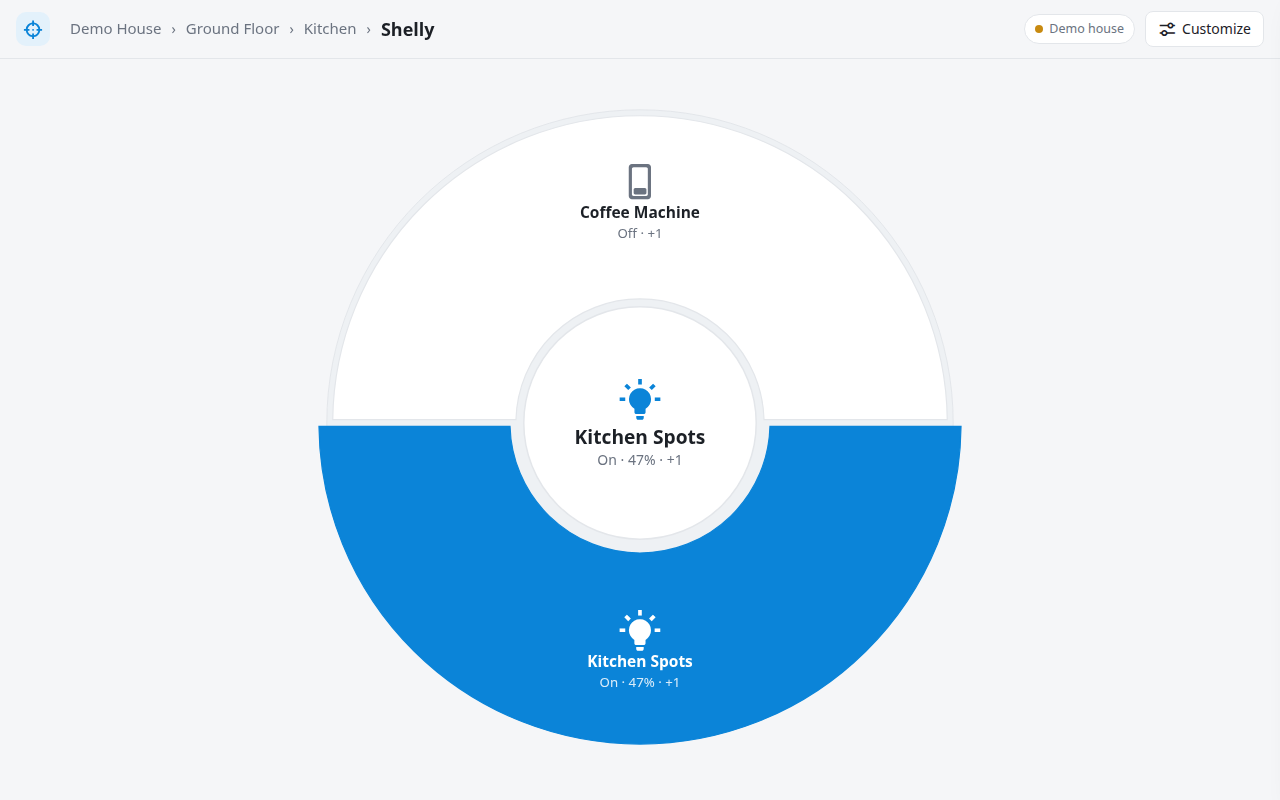 Demo House › Ground Floor › Kitchen › Shelly
Demo house
Customize
Coffee Machine
Off · +1
Kitchen Spots
On · 47% · +1
Kitchen Spots
On · 47% · +1